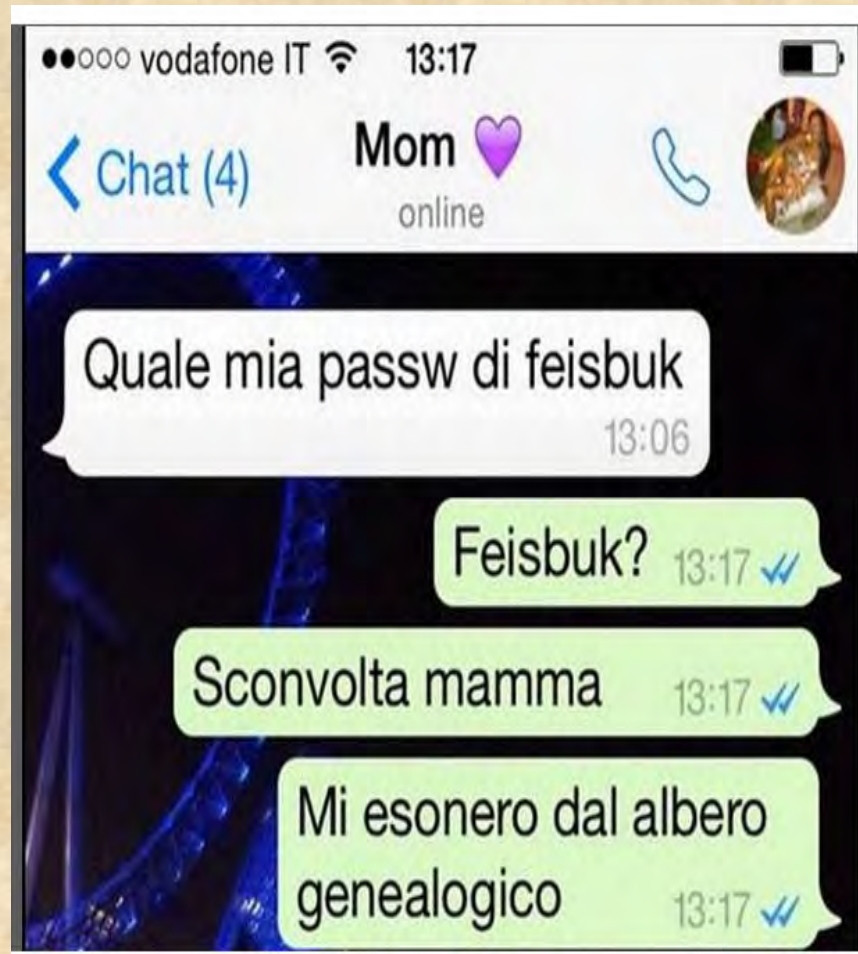 vodafone IT 13:17
Chat (4)
Mom 💜
online
Quale mia passw di feisbuk
13:06
Feisbuk? 13:17
Sconvolta mamma 13:17
Mi esonero dal albero
genealogico 13:17